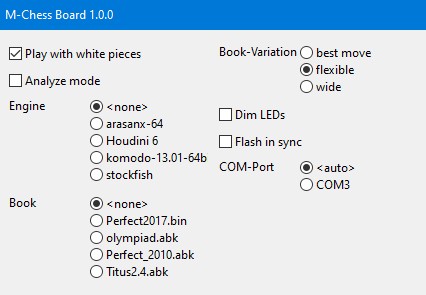 M-Chess Board 1.0.0
Play with white pieces
Analyze mode
Engine
<none>
arasanx-64
Houdini 6
komodo-13.01-64b
stockfish
Book
<none>
Perfect2017.bin
olympiad.abk
Perfect_2010.abk
Titus2.4.abk
Book-Variation
best move
flexible
wide
Dim LEDs
Flash in sync
COM-Port
<auto>
COM3